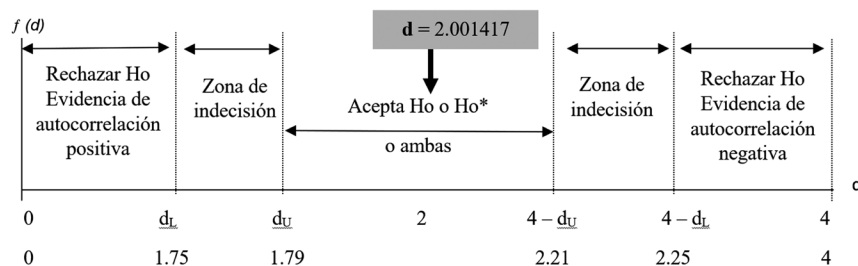 f (d)
d = 2.001417
Rechazar Ho
Evidencia de
autocorrelación
positiva
Zona de
indecisión
Acepta Ho o Ho*
o ambas
Zona de
indecisión
Rechazar Ho
Evidencia de
autocorrelación
negativa
d
0 dL dU 2 4 – dU 4 – dL 4
0 1.75 1.79 2.21 2.25 4